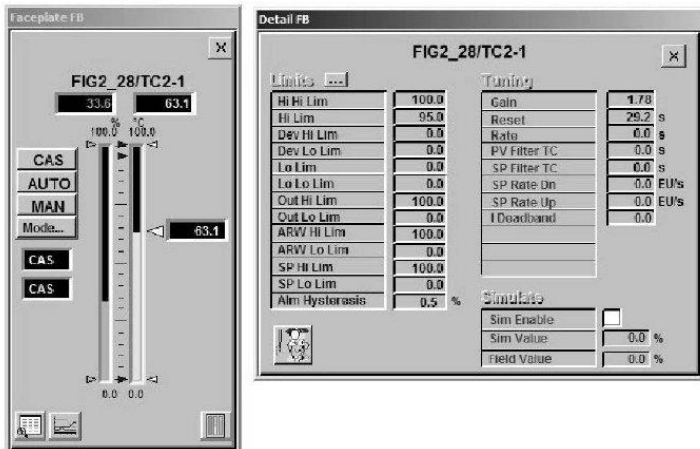 Faceplate FB
FIG2_28/TC2-1
33.6 63.1
% °C
100.0 100.0
CAS
AUTO
MAN
Mode...
63.1
CAS
CAS
0.0 0.0
Detail FB
FIG2_28/TC2-1
Limits ...
Hi Hi Lim 100.0
Hi Lim 95.0
Dev Hi Lim 0.0
Dev Lo Lim 0.0
Lo Lim 0.0
Lo Lo Lim 0.0
Out Hi Lim 100.0
Out Lo Lim 0.0
ARW Hi Lim 100.0
ARW Lo Lim 0.0
SP Hi Lim 100.0
SP Lo Lim 0.0
Alm Hysteresis 0.5 %
Tuning
Gain 1.78
Reset 29.2 s
Rate 0.0 s
PV Filter TC 0.0 s
SP Filter TC 0.0 s
SP Rate Dn 0.0 EU/s
SP Rate Up 0.0 EU/s
I Deadband 0.0
Simulate
Sim Enable
Sim Value 0.0 %
Field Value 0.0 %